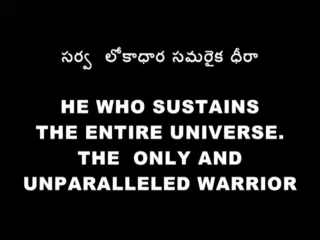 సర్వ లోకాధార సమరైక ధీరా
HE WHO SUSTAINS
THE ENTIRE UNIVERSE.
THE ONLY AND
UNPARALLELED WARRIOR